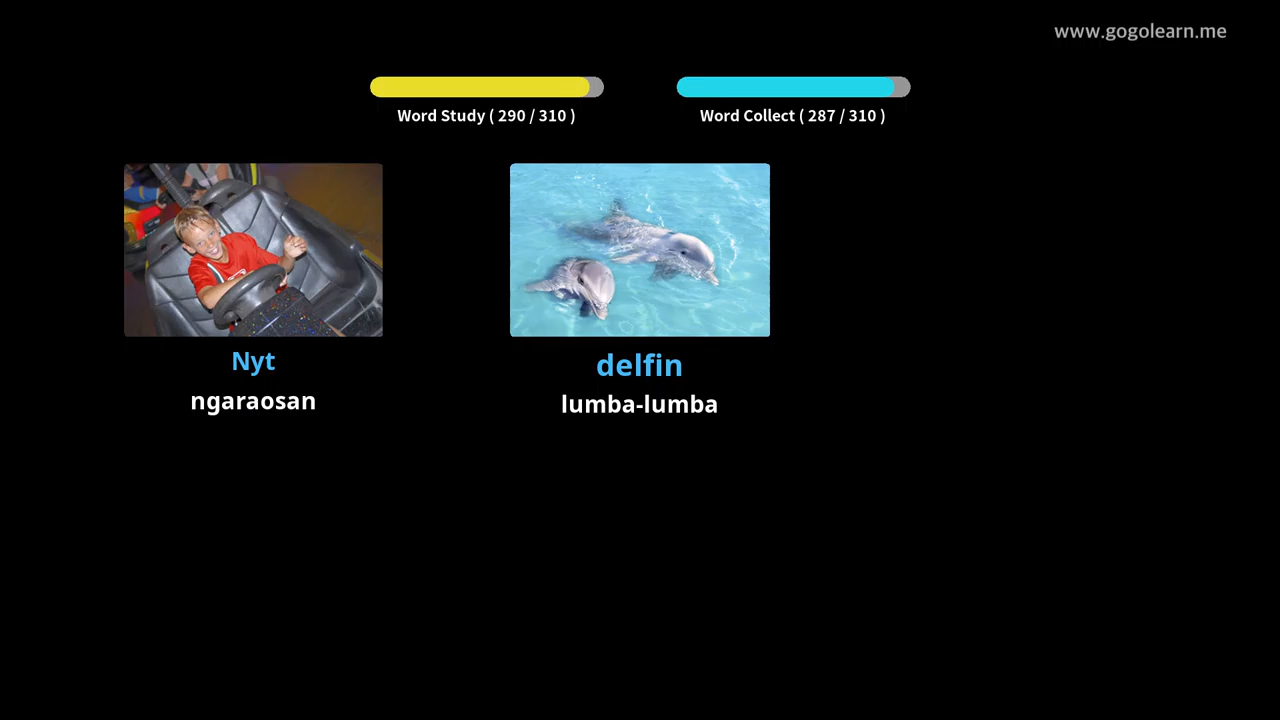 www.gogolearn.me
Word Study ( 290 / 310 )
Word Collect ( 287 / 310 )
Nyt
ngaraosan
delfin
lumba-lumba